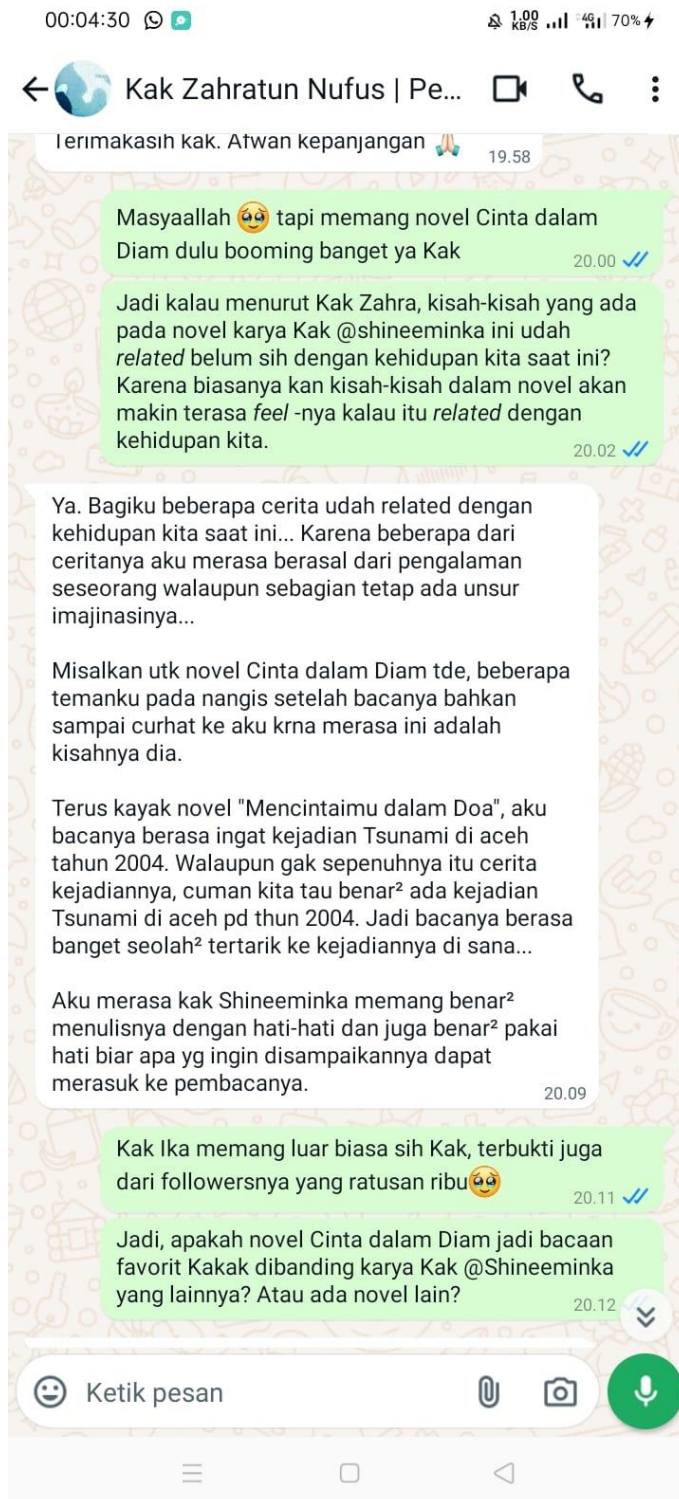 00:04:30
1.00 KB/S 4G 70%
Kak Zahratun Nufus | Pe...
Terimakasih kak. Afwan kepanjangan 🙏🏻
19.58
Masyaallah 🥹 tapi memang novel Cinta dalam
Diam dulu booming banget ya Kak
20.00
Jadi kalau menurut Kak Zahra, kisah-kisah yang ada
pada novel karya Kak @shineeminka ini udah
related belum sih dengan kehidupan kita saat ini?
Karena biasanya kan kisah-kisah dalam novel akan
makin terasa feel -nya kalau itu related dengan
kehidupan kita.
20.02
Ya. Bagiku beberapa cerita udah related dengan
kehidupan kita saat ini... Karena beberapa dari
ceritanya aku merasa berasal dari pengalaman
seseorang walaupun sebagian tetap ada unsur
imajinasinya...
Misalkan utk novel Cinta dalam Diam tde, beberapa
temanku pada nangis setelah bacanya bahkan
sampai curhat ke aku krna merasa ini adalah
kisahnya dia.
Terus kayak novel "Mencintaimu dalam Doa", aku
bacanya berasa ingat kejadian Tsunami di aceh
tahun 2004. Walaupun gak sepenuhnya itu cerita
kejadiannya, cuman kita tau benar² ada kejadian
Tsunami di aceh pd thun 2004. Jadi bacanya berasa
banget seolah² tertarik ke kejadiannya di sana...
Aku merasa kak Shineeminka memang benar²
menulisnya dengan hati-hati dan juga benar² pakai
hati biar apa yg ingin disampaikannya dapat
merasuk ke pembacanya.
20.09
Kak Ika memang luar biasa sih Kak, terbukti juga
dari followersnya yang ratusan ribu🥹
20.11
Jadi, apakah novel Cinta dalam Diam jadi bacaan
favorit Kakak dibanding karya Kak @Shineeminka
yang lainnya? Atau ada novel lain?
20.12
Ketik pesan